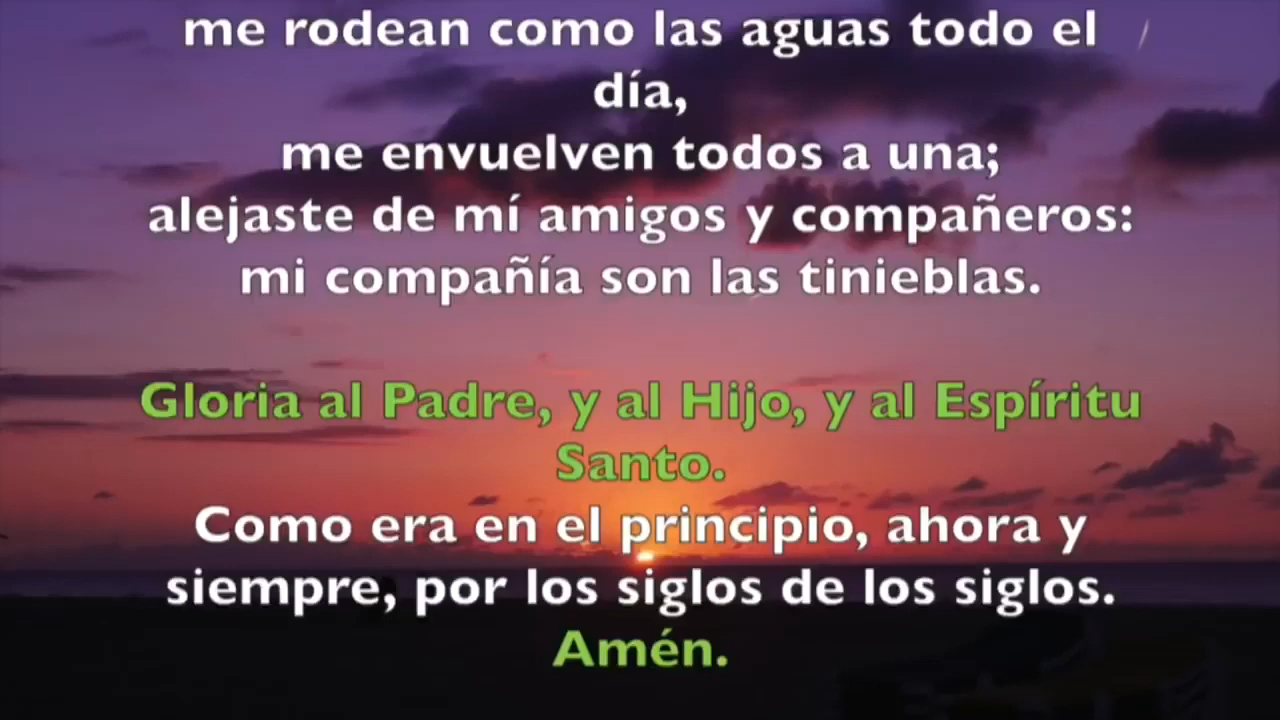 me rodean como las aguas todo el
día,
me envuelven todos a una;
alejaste de mí amigos y compañeros:
mi compañía son las tinieblas.
Gloria al Padre, y al Hijo, y al Espíritu
Santo.
Como era en el principio, ahora y
siempre, por los siglos de los siglos.
Amén.